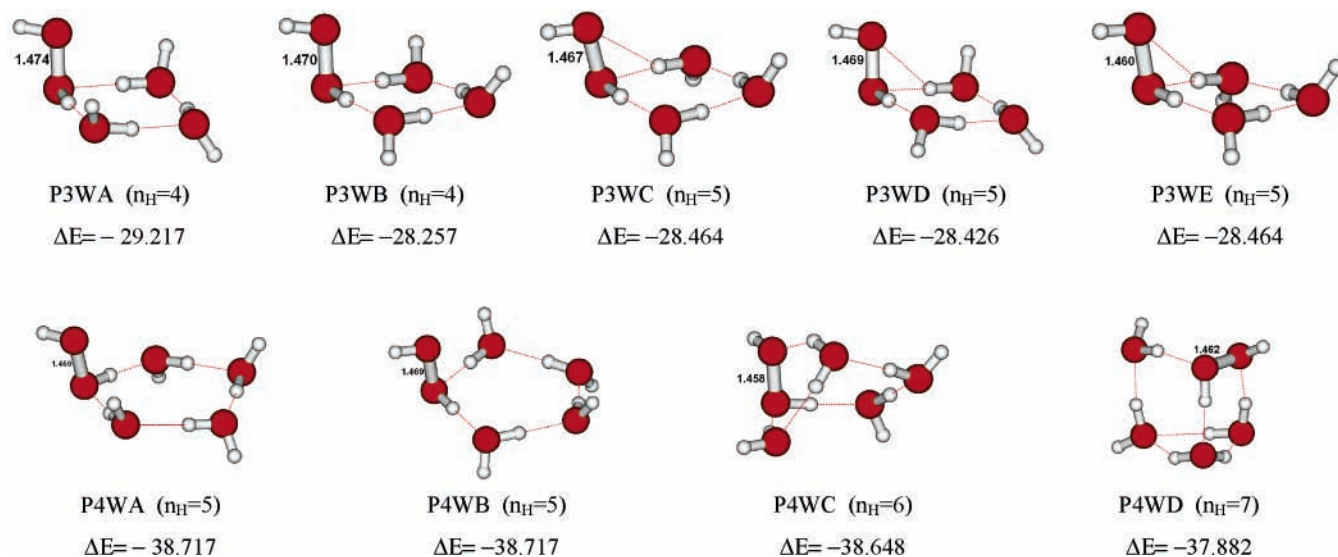 1.474 1.470 1.467 1.469 1.460
P3WA (nH=4) P3WB (nH=4) P3WC (nH=5) P3WD (nH=5) P3WE (nH=5)
ΔE= − 29.217 ΔE= −28.257 ΔE= −28.464 ΔE= −28.426 ΔE= −28.464
1.469 1.469 1.458 1.462
P4WA (nH=5) P4WB (nH=5) P4WC (nH=6) P4WD (nH=7)
ΔE= − 38.717 ΔE= −38.717 ΔE= −38.648 ΔE= −37.882